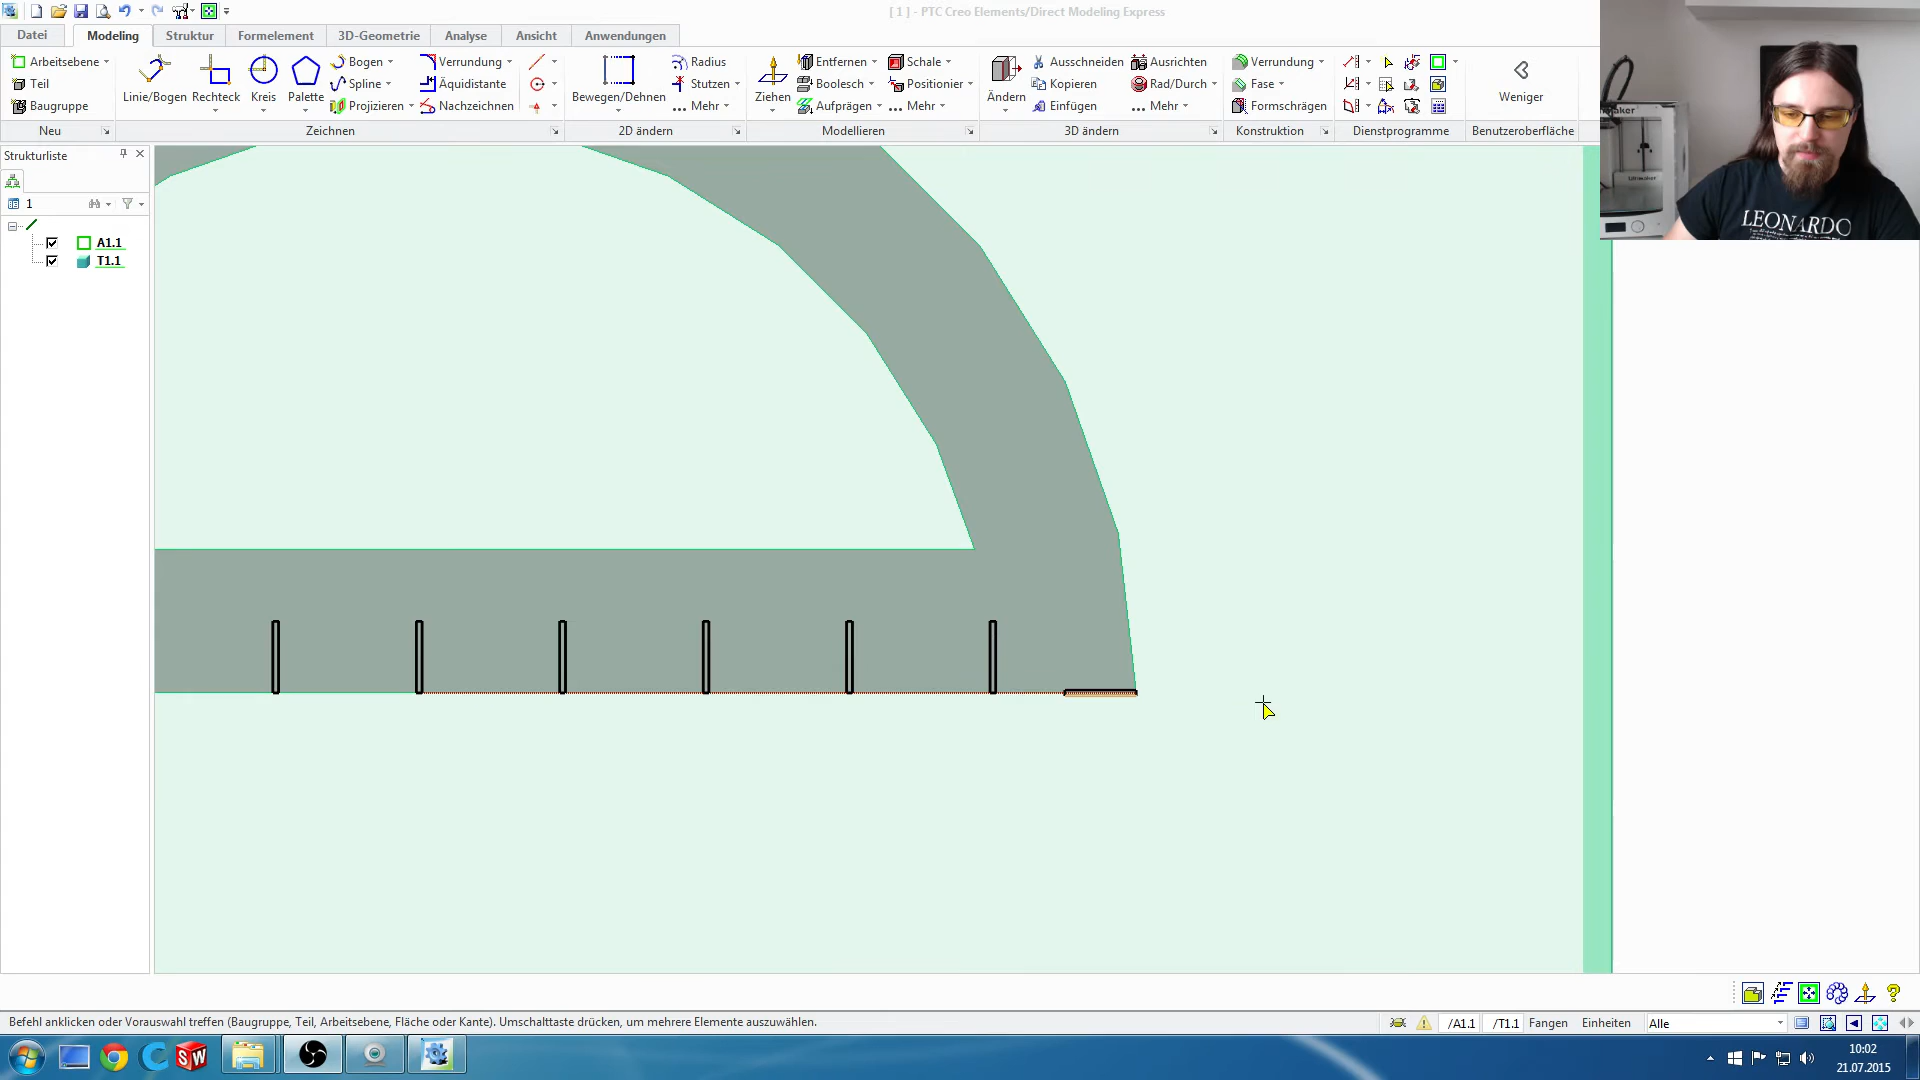 [ 1 ] - PTC Creo Elements/Direct Modeling Express
Datei Modeling Struktur Formelement 3D-Geometrie Analyse Ansicht Anwendungen
Arbeitsebene
Teil
Baugruppe
Neu
Linie/Bogen Rechteck Kreis Palette
Bogen
Spline
Projizieren
Verrundung
Äquidistante
Nachzeichnen
Zeichnen
Bewegen/Dehnen
Radius
Stutzen
... Mehr
2D ändern
Ziehen
Entfernen
Boolesch
Aufprägen
Schale
Positionier
... Mehr
Modellieren
Ändern
Ausschneiden
Kopieren
Einfügen
Ausrichten
Rad/Durch
... Mehr
3D ändern
Verrundung
Fase
Formschrägen
Konstruktion
Dienstprogramme
Weniger
Benutzeroberfläche
Strukturliste
1
A1.1
T1.1
LEONARDO
Befehl anklicken oder Vorauswahl treffen (Baugruppe, Teil, Arbeitsebene, Fläche oder Kante). Umschalttaste drücken, um mehrere Elemente auszuwählen.
/A1.1 /T1.1 Fangen Einheiten Alle
SW
10:02
21.07.2015